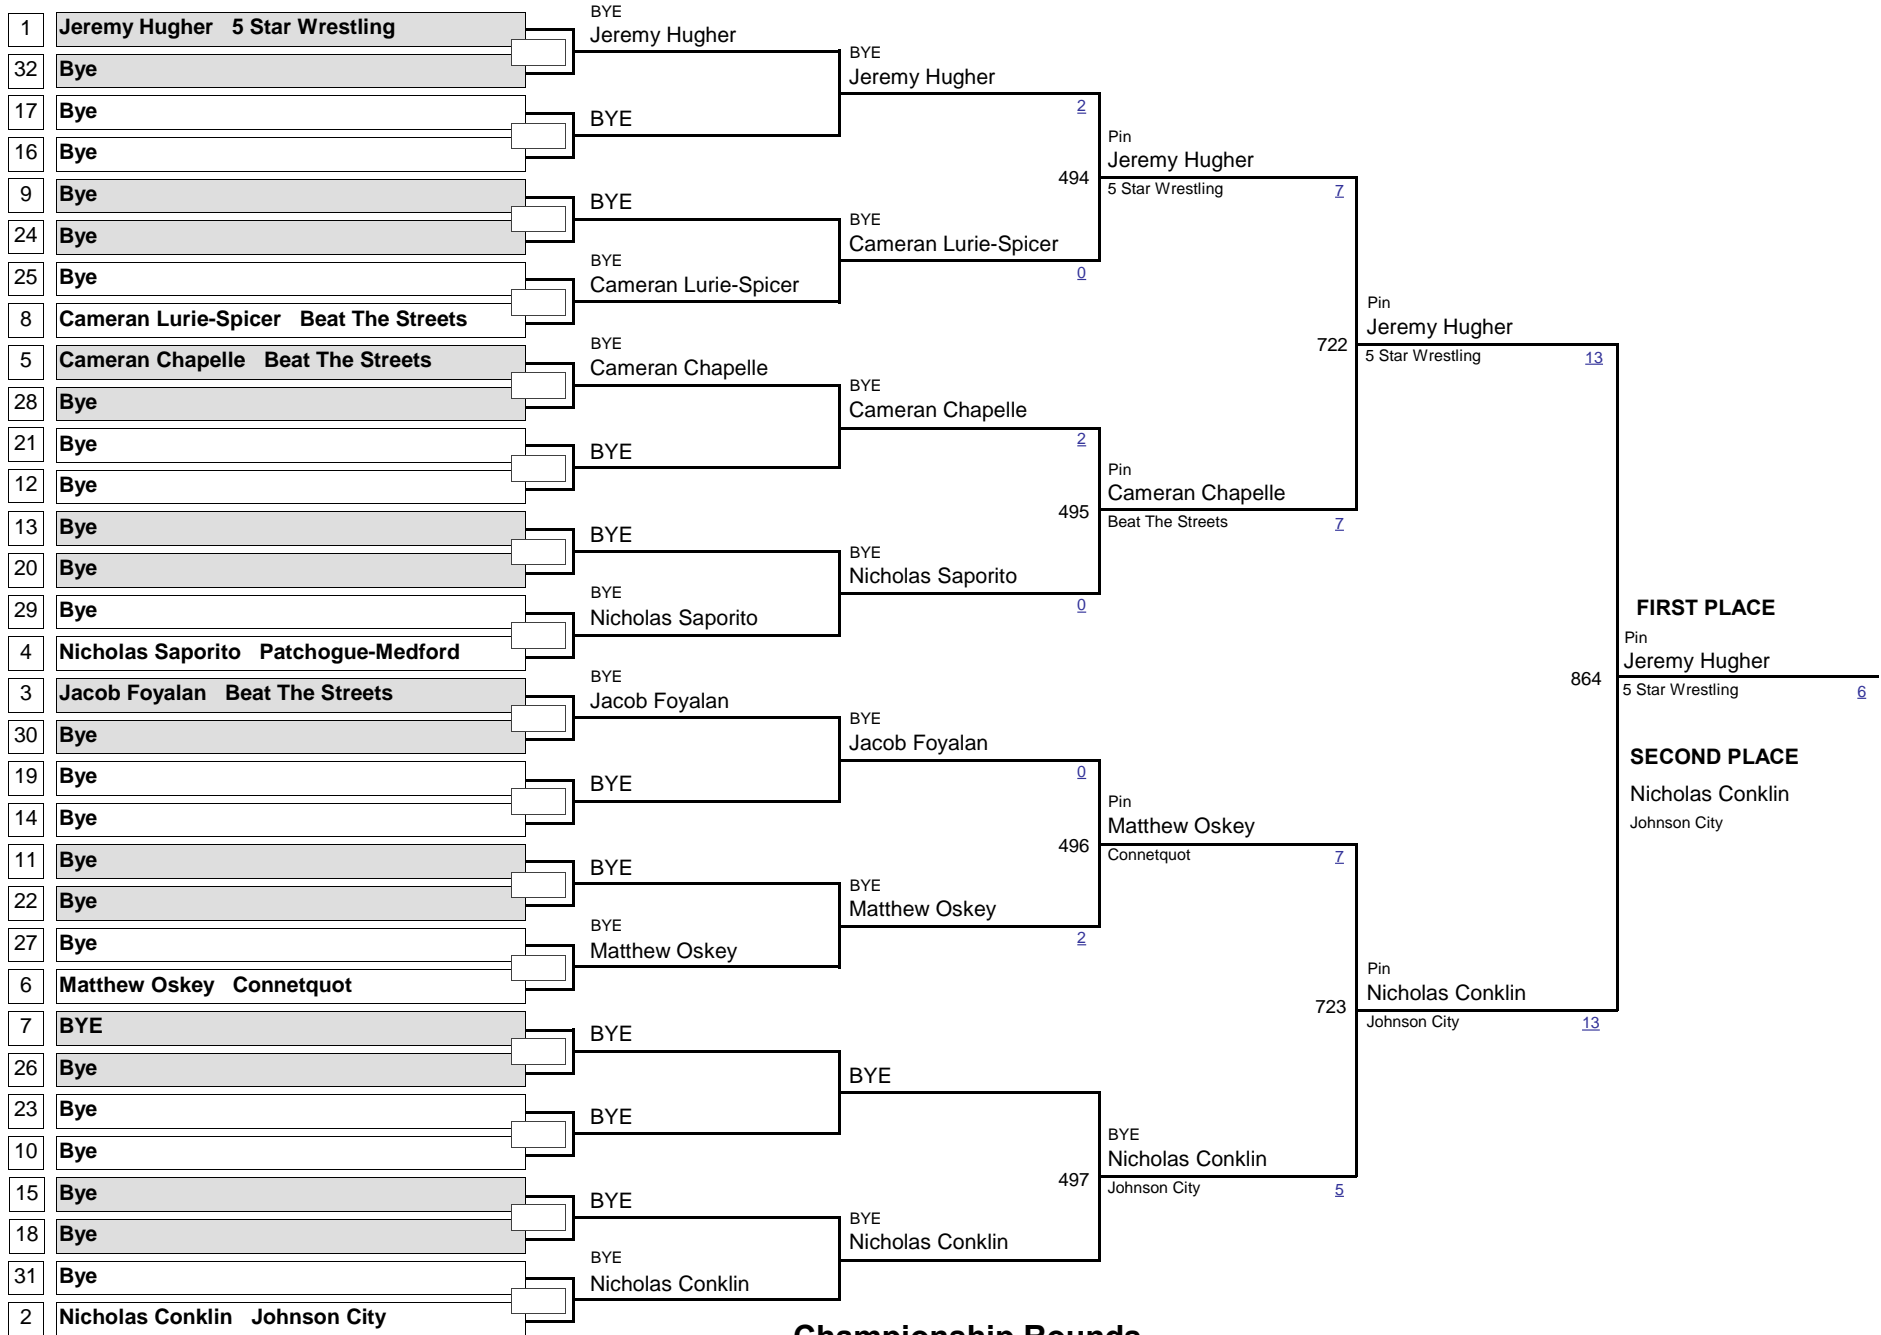 1 Jeremy Hugher 5 Star Wrestling
32 Bye
17 Bye
16 Bye
9 Bye
24 Bye
25 Bye
8 Cameran Lurie-Spicer Beat The Streets
5 Cameran Chapelle Beat The Streets
28 Bye
21 Bye
12 Bye
13 Bye
20 Bye
29 Bye
4 Nicholas Saporito Patchogue-Medford
3 Jacob Foyalan Beat The Streets
30 Bye
19 Bye
14 Bye
11 Bye
22 Bye
27 Bye
6 Matthew Oskey Connetquot
7 BYE
26 Bye
23 Bye
10 Bye
15 Bye
18 Bye
31 Bye
2 Nicholas Conklin Johnson City
BYE
Jeremy Hugher
BYE
BYE
BYE
Cameran Lurie-Spicer
BYE
Cameran Chapelle
BYE
BYE
BYE
Nicholas Saporito
BYE
Jacob Foyalan
BYE
BYE
BYE
Matthew Oskey
BYE
BYE
BYE
BYE
Nicholas Conklin
BYE
Jeremy Hugher
2
494
BYE
Cameran Lurie-Spicer
0
BYE
Cameran Chapelle
2
495
BYE
Nicholas Saporito
0
BYE
Jacob Foyalan
0
496
BYE
Matthew Oskey
2
BYE
497
BYE
Nicholas Conklin
Pin
Jeremy Hugher
5 Star Wrestling 7
722
Pin
Cameran Chapelle
Beat The Streets 7
Pin
Matthew Oskey
Connetquot 7
723
BYE
Nicholas Conklin
Johnson City 5
Pin
Jeremy Hugher
5 Star Wrestling 13
864
Pin
Nicholas Conklin
Johnson City 13
FIRST PLACE
Pin
Jeremy Hugher
5 Star Wrestling 6
SECOND PLACE
Nicholas Conklin
Johnson City
Championship Rounds